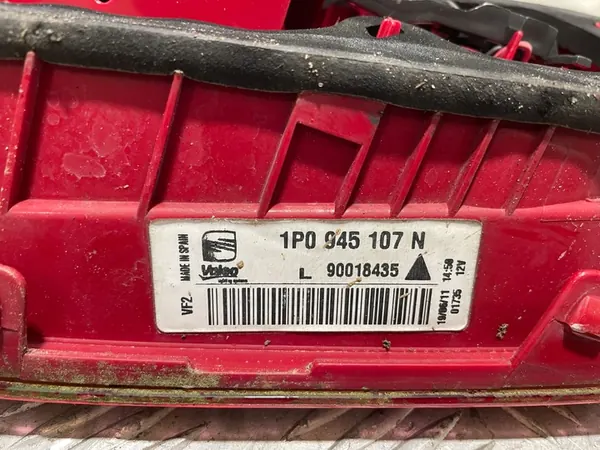 MADE IN SPAIN
1P0 945 107 N
Valeo
L 90018435
VF2
19/06/11 14:50
01735 12V